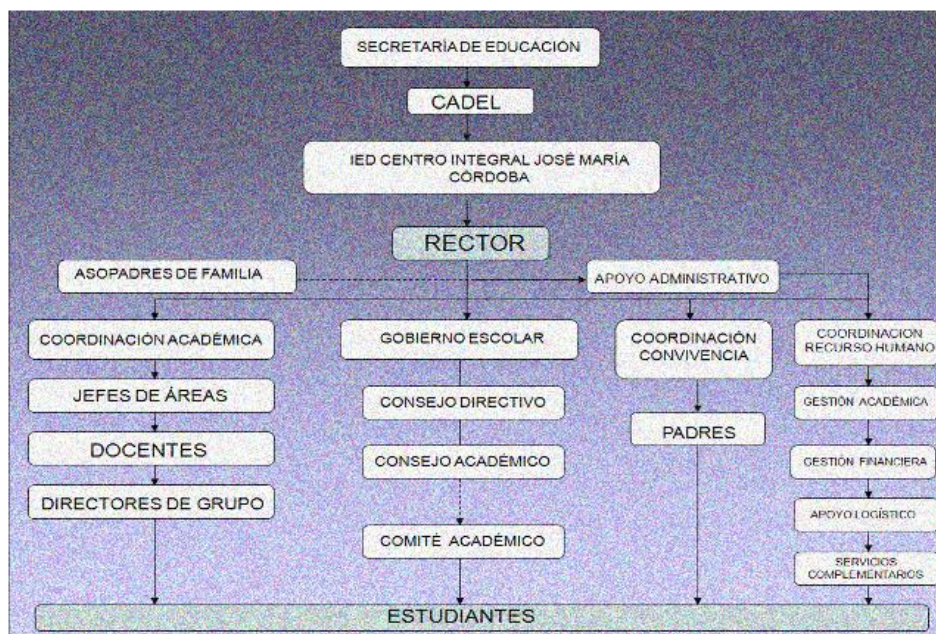 SECRETARÍA DE EDUCACIÓN
CADEL
IED CENTRO INTEGRAL JOSÉ MARÍA
CÓRDOBA
RECTOR
ASOPADRES DE FAMILIA
APOYO ADMINISTRATIVO
COORDINACIÓN ACADÉMICA
GOBIERNO ESCOLAR
COORDINACIÓN
CONVIVENCIA
COORDINACION
RECURSO HUMANO
JEFES DE ÁREAS
CONSEJO DIRECTIVO
GESTIÓN ACADÉMICA
PADRES
DOCENTES
CONSEJO ACADÉMICO
GESTIÓN FINANCIERA
DIRECTORES DE GRUPO
APOYO LOGÍSTICO
COMITÉ ACADÉMICO
SERVICIOS
COMPLEMENTARIOS
ESTUDIANTES